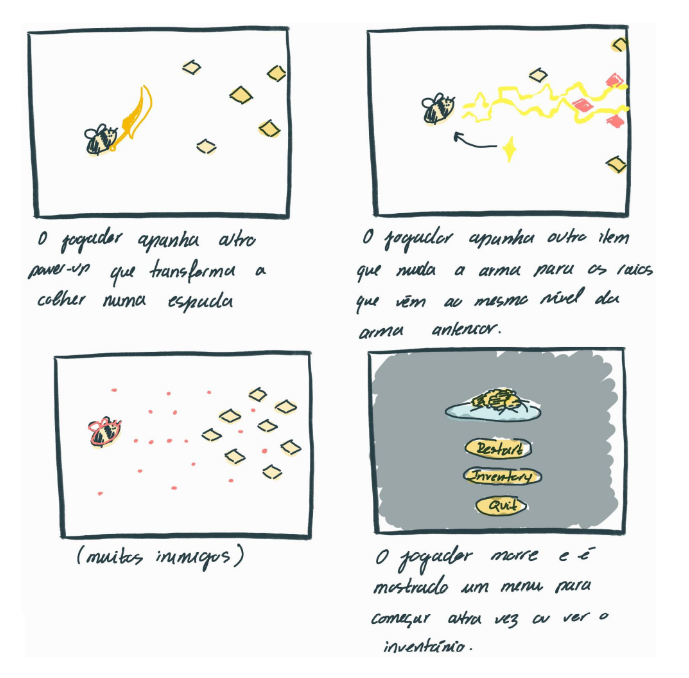 O jogador apanha outro
power-up que transforma a
colher numa espada
O jogador apanha outro item
que muda a arma para os raios
que vêm ao mesmo nível da
arma anterior.
(muitos inimigos)
Restart
Inventory
Quit
O jogador morre e é
mostrado um menu para
começar outra vez ou ver o
inventário.